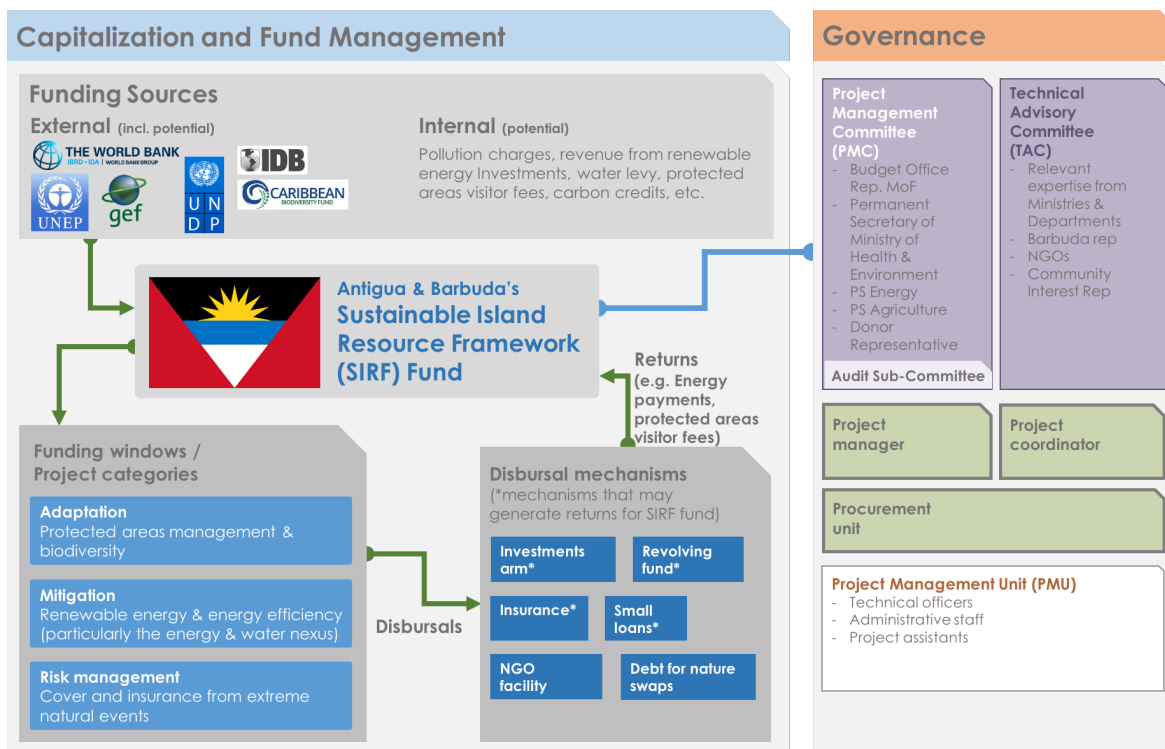 Capitalization and Fund Management
Funding Sources
External (incl. potential)
THE WORLD BANK
IBRD • IDA | WORLD BANK GROUP
UNEP
gef
U N
D P
IDB
CARIBBEAN
BIODIVERSITY FUND
Internal (potential)
Pollution charges, revenue from renewable
energy Investments, water levy, protected
areas visitor fees, carbon credits, etc.
Antigua & Barbuda’s
Sustainable Island
Resource Framework
(SIRF) Fund
Returns
(e.g. Energy
payments,
protected areas
visitor fees)
Funding windows /
Project categories
Adaptation
Protected areas management &
biodiversity
Mitigation
Renewable energy & energy efficiency
(particularly the energy & water nexus)
Risk management
Cover and insurance from extreme
natural events
Disbursals
Disbursal mechanisms
(*mechanisms that may
generate returns for SIRF fund)
Investments
arm*
Revolving
fund*
Insurance*
Small
loans*
NGO
facility
Debt for nature
swaps
Governance
Project
Management
Committee
(PMC)
- Budget Office
Rep. MoF
- Permanent
Secretary of
Ministry of
Health &
Environment
- PS Energy
- PS Agriculture
- Donor
Representative
Audit Sub-Committee
Technical
Advisory
Committee
(TAC)
- Relevant
expertise from
Ministries &
Departments
- Barbuda rep
- NGOs
- Community
Interest Rep
Project
manager
Project
coordinator
Procurement
unit
Project Management Unit (PMU)
- Technical officers
- Administrative staff
- Project assistants